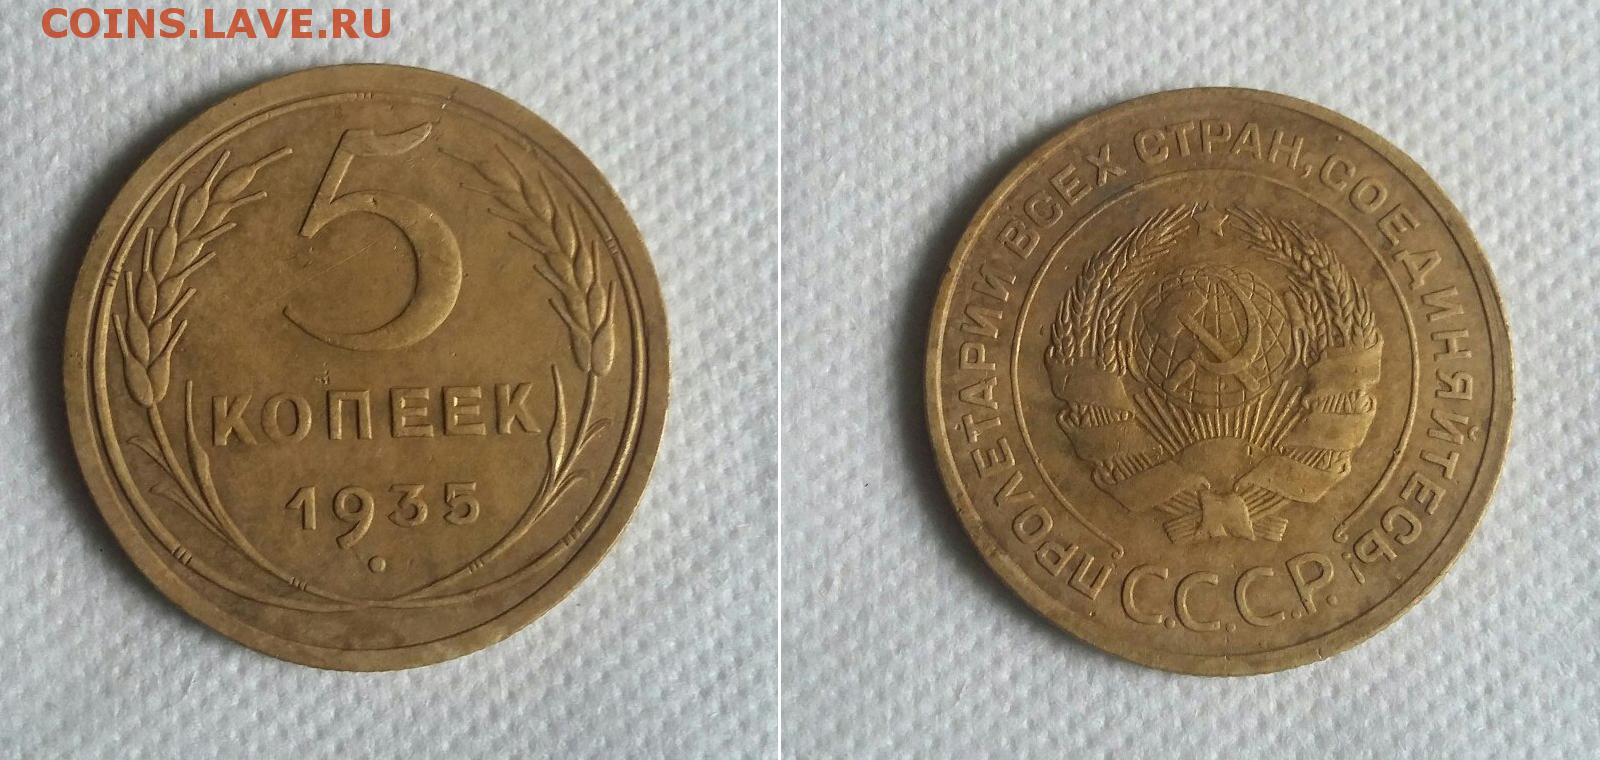 COINS.LAVE.RU
5
КОПЕЕК
1935
ПРОЛЕТАРИИ ВСЕХ СТРАН, СОЕДИНЯЙТЕСЬ!
С.С.С.Р.